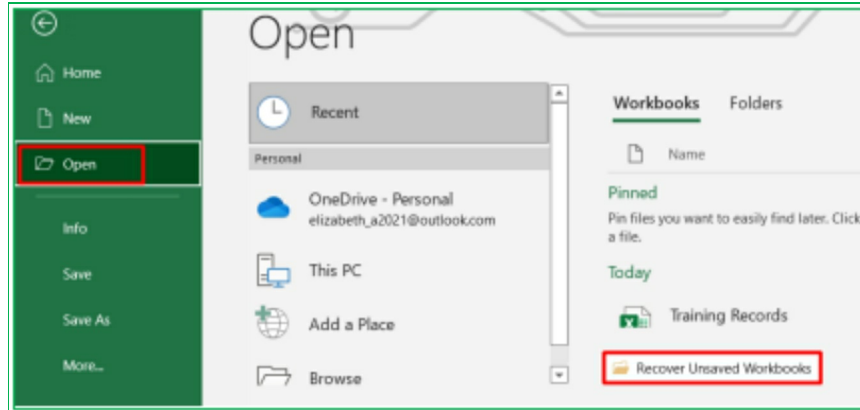 Open
Home
New
Open
Info
Save
Save As
More...
Recent
Personal
OneDrive - Personal
elizabeth_a2021@outlook.com
This PC
Add a Place
Browse
Workbooks Folders
Name
Pinned
Pin files you want to easily find later. Click
a file.
Today
Training Records
Recover Unsaved Workbooks